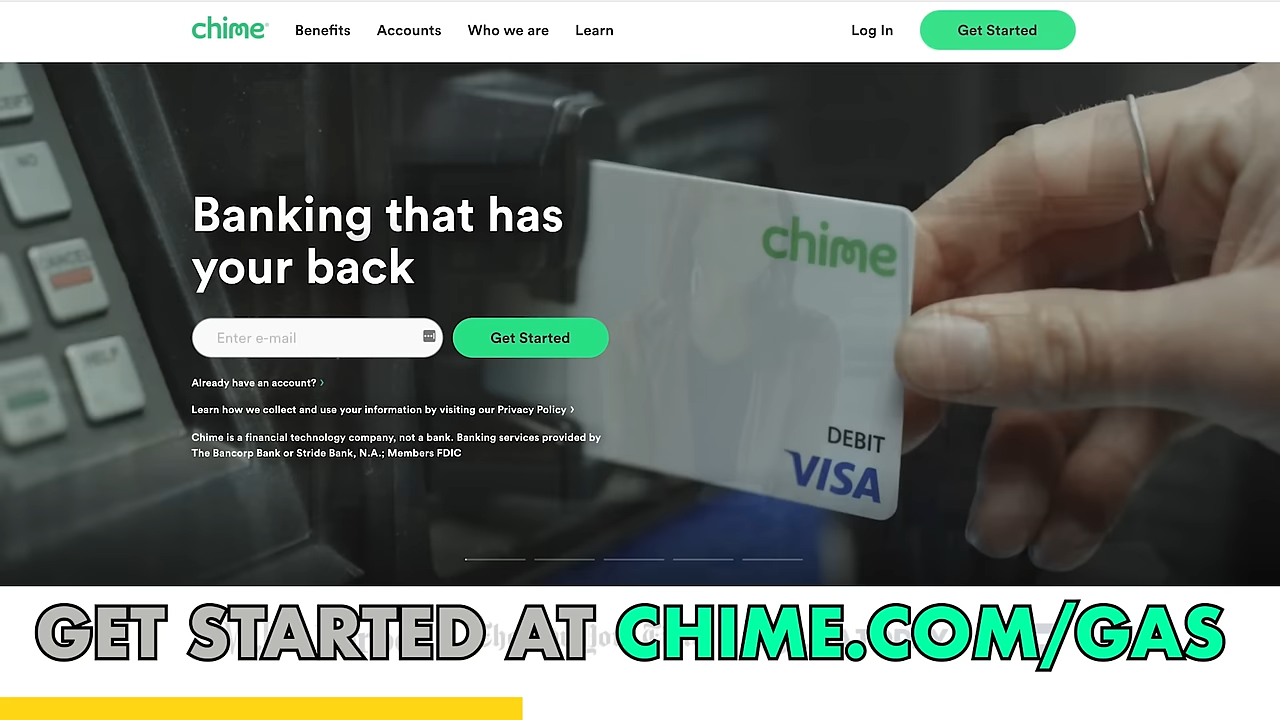 chime
Benefits
Accounts
Who we are
Learn
Log In
Get Started
NO
CANCEL
HELP
Banking that has
your back
chime
Enter e-mail
Get Started
Already have an account? ›
Learn how we collect and use your information by visiting our Privacy Policy ›
Chime is a financial technology company, not a bank. Banking services provided by
The Bancorp Bank or Stride Bank, N.A.; Members FDIC
DEBIT
VISA
GET STARTED AT CHIME.COM/GAS